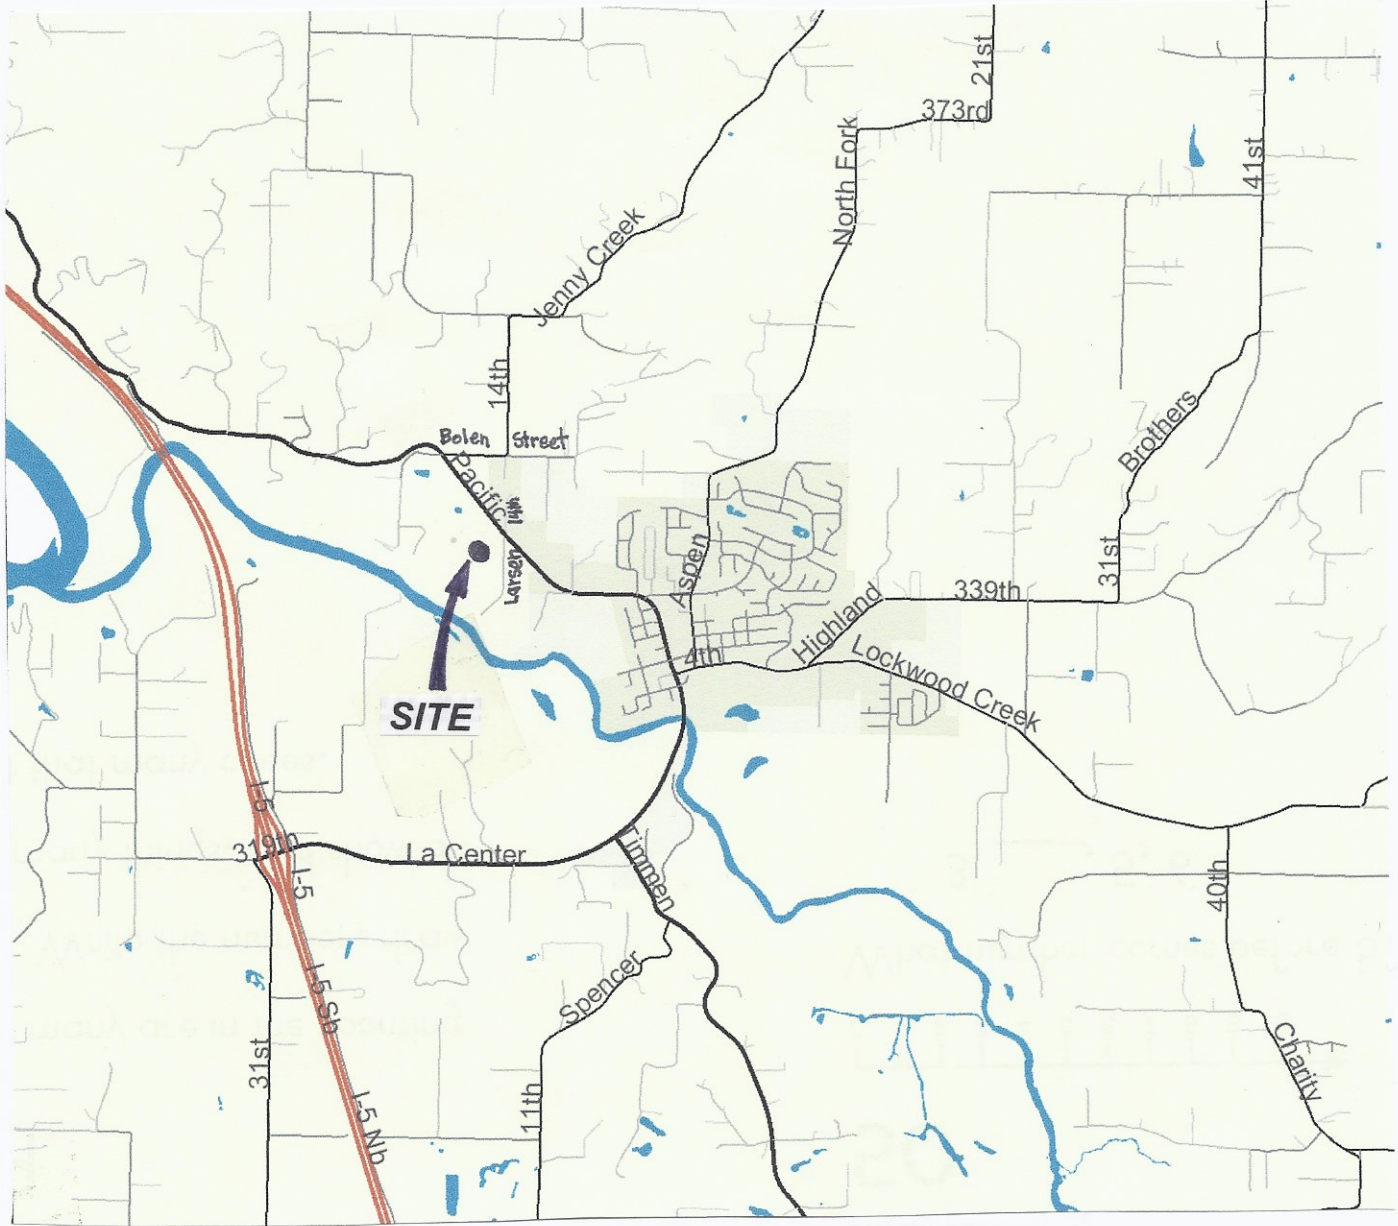 21st
373rd
North Fork
41st
Jenny Creek
14th
Bolen Street
Pacific
14th
Brothers
Larsen
Aspen
31st
339th
Highland
4th
Lockwood Creek
SITE
I-5
319th
La Center
Timmen
I-5
40th
Spencer
I-5 Sb
31st
Charity
11th
I-5 Nb